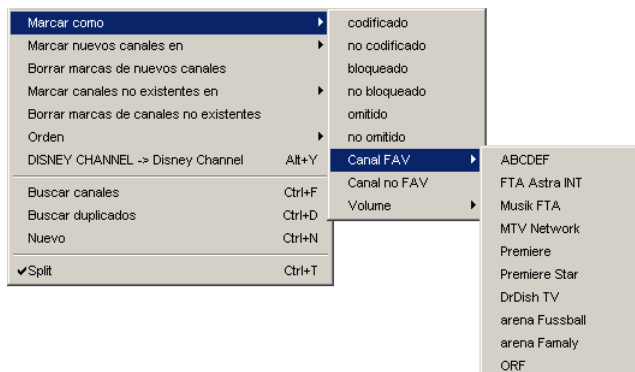 Marcar como
Marcar nuevos canales en
Borrar marcas de nuevos canales
Marcar canales no existentes en
Borrar marcas de canales no existentes
Orden
DISNEY CHANNEL -> Disney Channel Alt+Y
Buscar canales Ctrl+F
Buscar duplicados Ctrl+D
Nuevo Ctrl+N
Split Ctrl+T
codificado
no codificado
bloqueado
no bloqueado
omitido
no omitido
Canal FAV
Canal no FAV
Volume
ABCDEF
FTA Astra INT
Musik FTA
MTV Network
Premiere
Premiere Star
DrDish TV
arena Fussball
arena Famaly
ORF